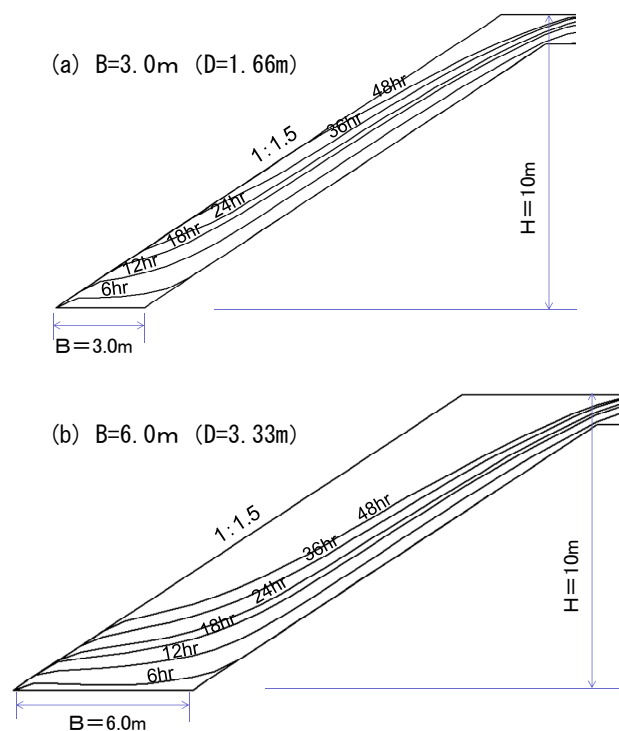 (a) B=3.0m (D=1.66m)
48hr
36hr
1:1.5
24hr
18hr
12hr
6hr
H=10m
B=3.0m
(b) B=6.0m (D=3.33m)
1:1.5
48hr
36hr
24hr
18hr
12hr
6hr
H=10m
B=6.0m